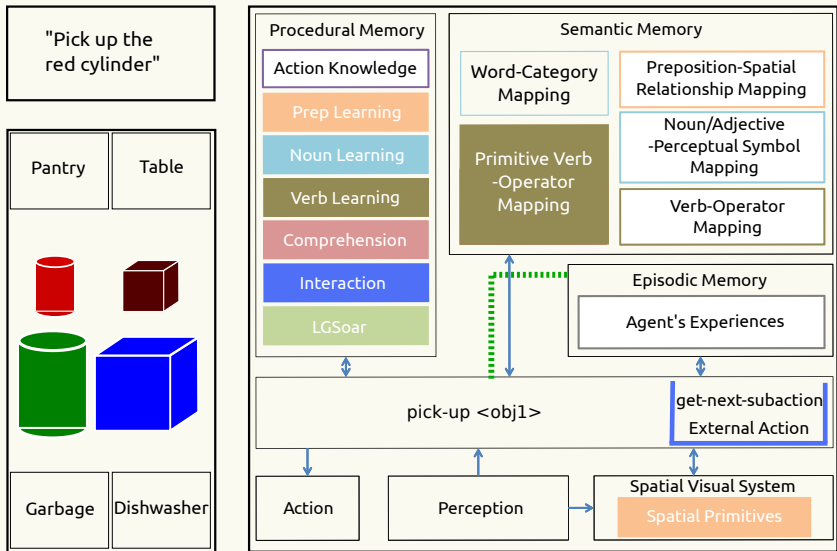 "Pick up the
red cylinder"
Pantry
Table
Garbage
Dishwasher
Procedural Memory
Action Knowledge
Prep Learning
Noun Learning
Verb Learning
Comprehension
Interaction
LGSoar
Semantic Memory
Word-Category
Mapping
Primitive Verb
-Operator
Mapping
Preposition-Spatial
Relationship Mapping
Noun/Adjective
-Perceptual Symbol
Mapping
Verb-Operator
Mapping
Episodic Memory
Agent's Experiences
pick-up <obj1>
get-next-subaction
External Action
Action
Perception
Spatial Visual System
Spatial Primitives